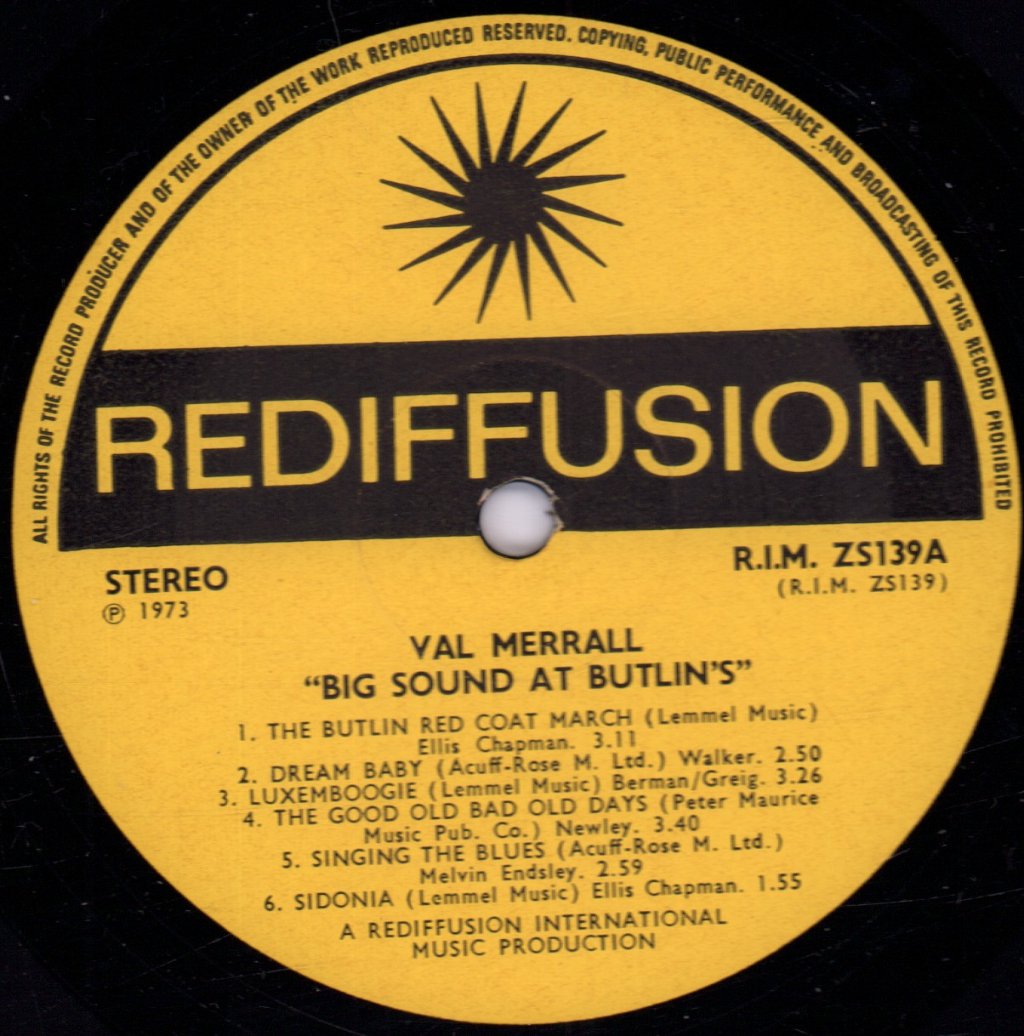 ALL RIGHTS OF THE RECORD PRODUCER AND OF THE OWNER OF THE WORK REPRODUCED RESERVED. COPYING, PUBLIC PERFORMANCE AND BROADCASTING OF THIS RECORD PROHIBITED
REDIFFUSION
STEREO
℗ 1973
R.I.M. ZS139A
(R.I.M. ZS139)
VAL MERRALL
“BIG SOUND AT BUTLIN'S”
1. THE BUTLIN RED COAT MARCH (Lemmel Music)
Ellis Chapman. 3.11
2. DREAM BABY (Acuff-Rose M. Ltd.) Walker. 2.50
3. LUXEMBOOGIE (Lemmel Music) Berman/Greig. 3.26
4. THE GOOD OLD BAD OLD DAYS (Peter Maurice
Music Pub. Co.) Newley. 3.40
5. SINGING THE BLUES (Acuff-Rose M. Ltd.)
Melvin Endsley. 2.59
6. SIDONIA (Lemmel Music) Ellis Chapman. 1.55
A REDIFFUSION INTERNATIONAL
MUSIC PRODUCTION